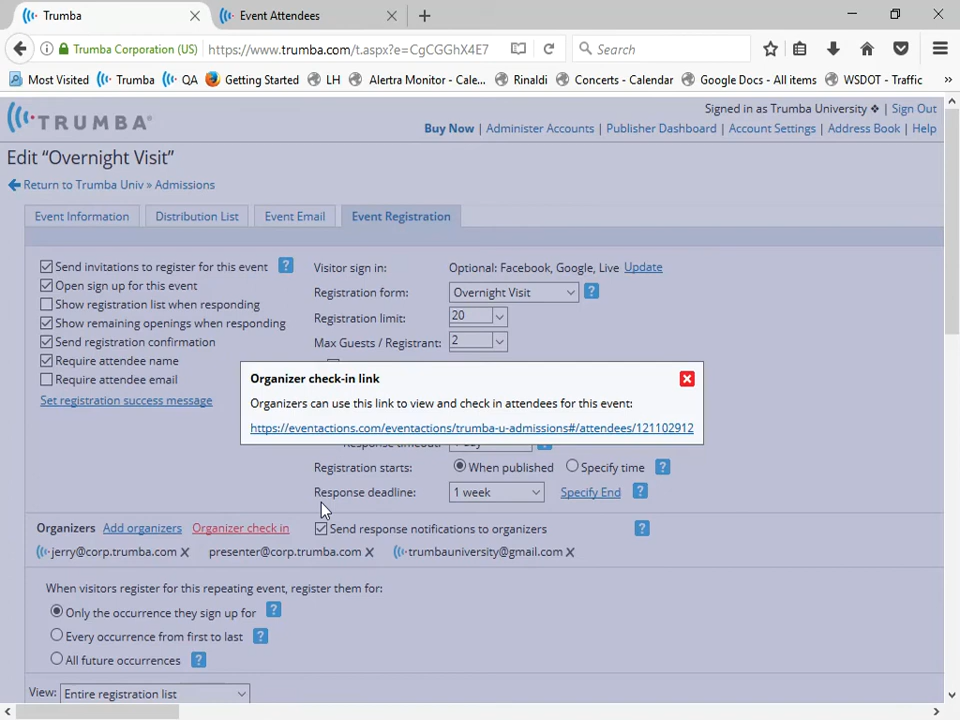 Trumba
Event Attendees
Trumba Corporation (US)
https://www.trumba.com/t.aspx?e=CgCGGhX4E7
Search
Most Visited
Trumba
QA
Getting Started
LH
Alertra Monitor - Cale...
Rinaldi
Concerts - Calendar
Google Docs - All items
WSDOT - Traffic
»
TRUMBA®
Signed in as Trumba University ❖ | Sign Out
Buy Now | Administer Accounts | Publisher Dashboard | Account Settings | Address Book | Help
Edit “Overnight Visit”
Return to Trumba Univ » Admissions
Event Information
Distribution List
Event Email
Event Registration
Send invitations to register for this event ?
Open sign up for this event
Show registration list when responding
Show remaining openings when responding
Send registration confirmation
Require attendee name
Require attendee email
Set registration success message
Visitor sign in: Optional: Facebook, Google, Live Update
Registration form: Overnight Visit ?
Registration limit: 20
Max Guests / Registrant: 2
Organizer check-in link
Organizers can use this link to view and check in attendees for this event:
https://eventactions.com/eventactions/trumba-u-admissions#/attendees/121102912
Registration starts: When published Specify time ?
Response deadline: 1 week Specify End ?
Organizers Add organizers Organizer check in Send response notifications to organizers ?
jerry@corp.trumba.com X presenter@corp.trumba.com X trumbauniversity@gmail.com X
When visitors register for this repeating event, register them for:
Only the occurrence they sign up for ?
Every occurrence from first to last ?
All future occurrences ?
View: Entire registration list